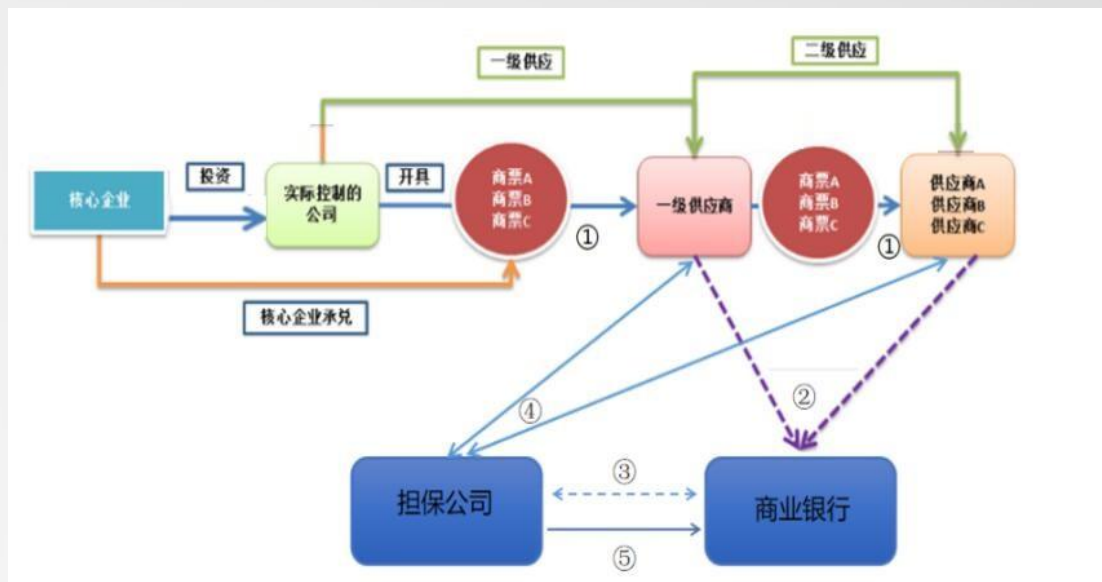 一级供应
二级供应
核心企业
投资
实际控制的
公司
开具
商票A
商票B
商票C
①
一级供应商
商票A
商票B
商票C
①
供应商A
供应商B
供应商C
核心企业承兑
②
④
担保公司
③
商业银行
⑤